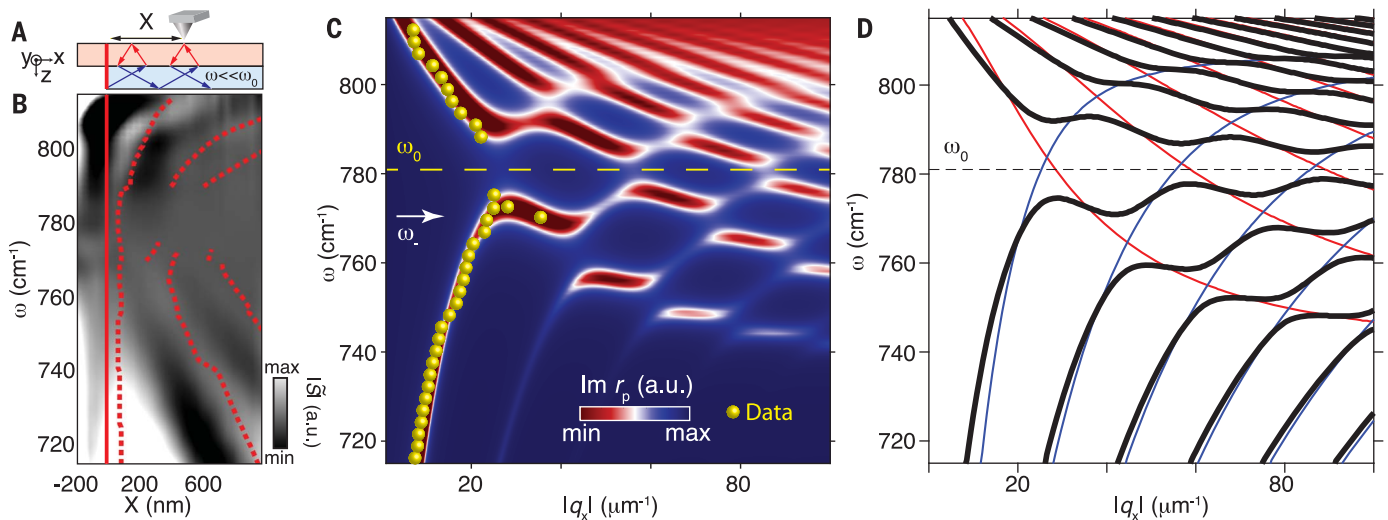 A
X
y x
z
ω<<ω₀
B
800
780
760
740
720
ω (cm⁻¹)
-200 200 600
X (nm)
max
min
|S̃| (a.u.)
C
800
780
760
740
720
ω (cm⁻¹)
ω₀
ω₋
Im rₚ (a.u.)
min max
Data
20 80
|qₓ| (μm⁻¹)
D
800
780
760
740
720
ω (cm⁻¹)
ω₀
20 80
|qₓ| (μm⁻¹)